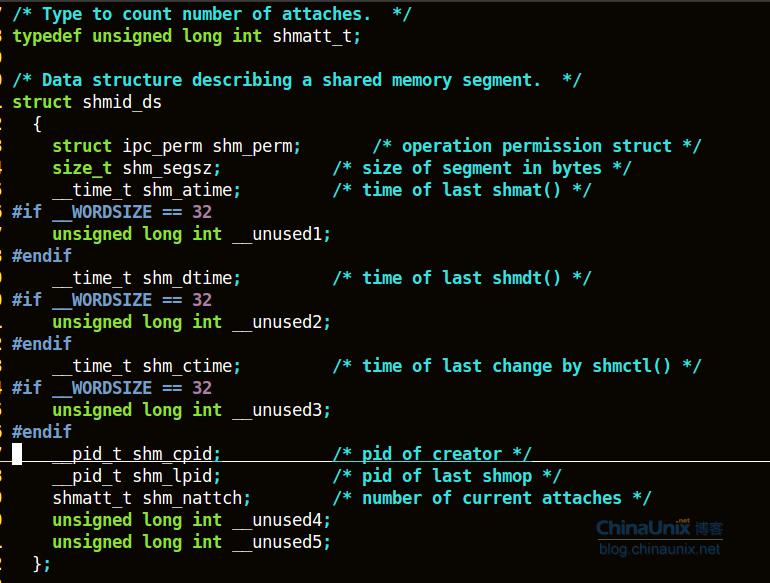 /* Type to count number of attaches.  */
typedef unsigned long int shmatt_t;
/* Data structure describing a shared memory segment.  */
struct shmid_ds
  {
    struct ipc_perm shm_perm;       /* operation permission struct */
    size_t shm_segsz;           /* size of segment in bytes */
    __time_t shm_atime;         /* time of last shmat() */
#if __WORDSIZE == 32
    unsigned long int __unused1;
#endif
    __time_t shm_dtime;         /* time of last shmdt() */
#if __WORDSIZE == 32
    unsigned long int __unused2;
#endif
    __time_t shm_ctime;         /* time of last change by shmctl() */
#if __WORDSIZE == 32
    unsigned long int __unused3;
#endif
    __pid_t shm_cpid;           /* pid of creator */
    __pid_t shm_lpid;           /* pid of last shmop */
    shmatt_t shm_nattch;        /* number of current attaches */
    unsigned long int __unused4;
    unsigned long int __unused5;
  };
ChinaUnix.net 博客
blog.chinaunix.net